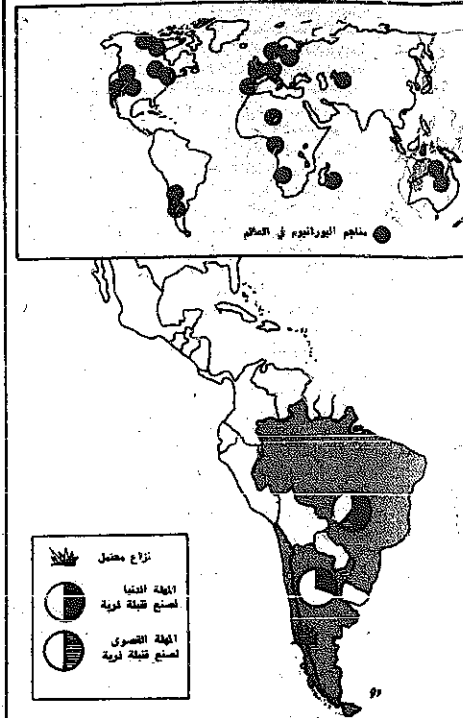 مناجم اليورانيوم في العالم
نزاع محتمل
المهلة الدنيا
لصنع قنبلة ذرية
المهلة القصوى
لصنع قنبلة ذرية